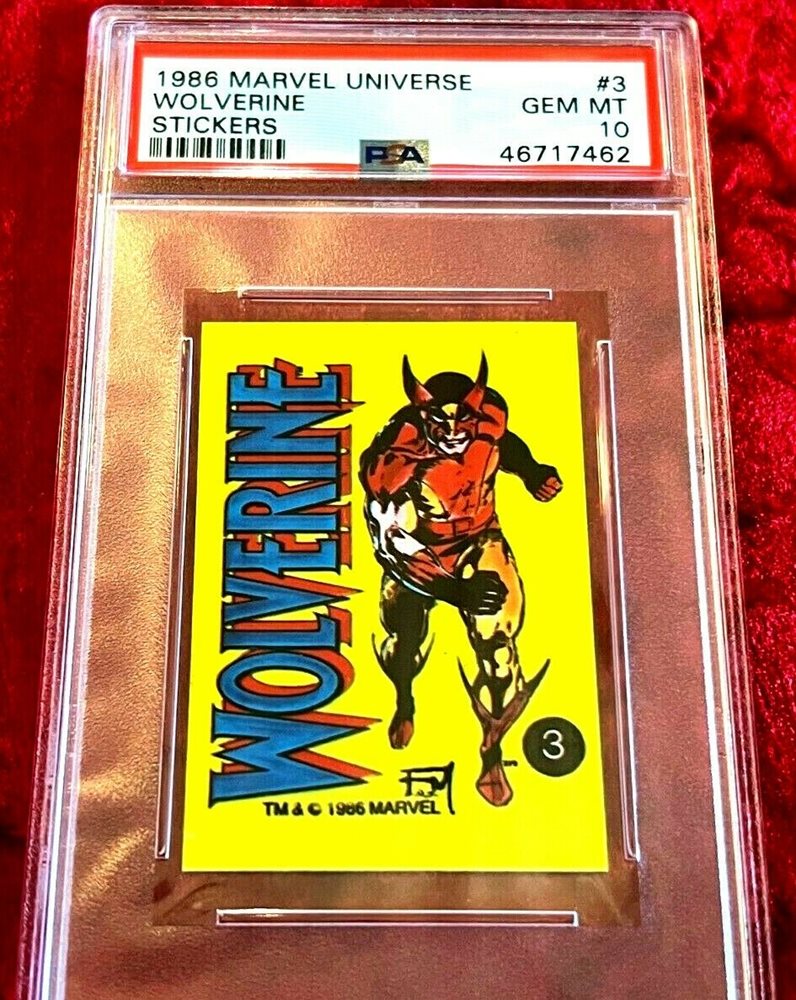 1986 MARVEL UNIVERSE #3
WOLVERINE GEM MT
STICKERS 10
PSA 46717462
WOLVERINE
3
TM & © 1986 MARVEL